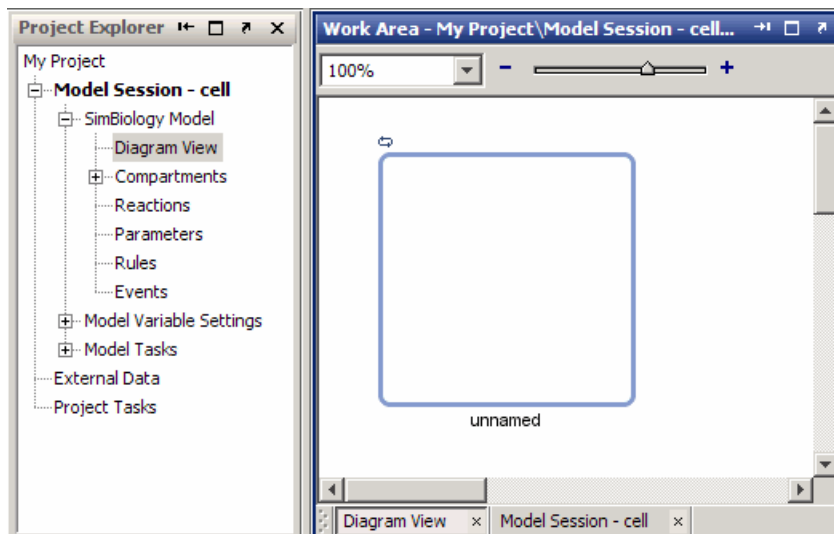 Project Explorer
My Project
Model Session - cell
SimBiology Model
Diagram View
Compartments
Reactions
Parameters
Rules
Events
Model Variable Settings
Model Tasks
External Data
Project Tasks
Work Area - My Project\Model Session - cell...
100%
unnamed
Diagram View
Model Session - cell